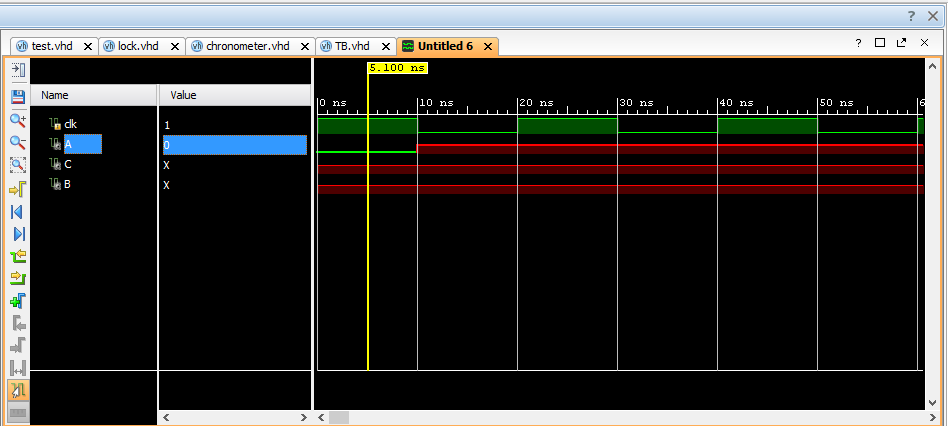 ? ×
test.vhd × lock.vhd × chronometer.vhd × TB.vhd × Untitled 6 × ?
5.100 ns
Name Value
0 ns 10 ns 20 ns 30 ns 40 ns 50 ns 6
clk 1
A 0
C X
B X